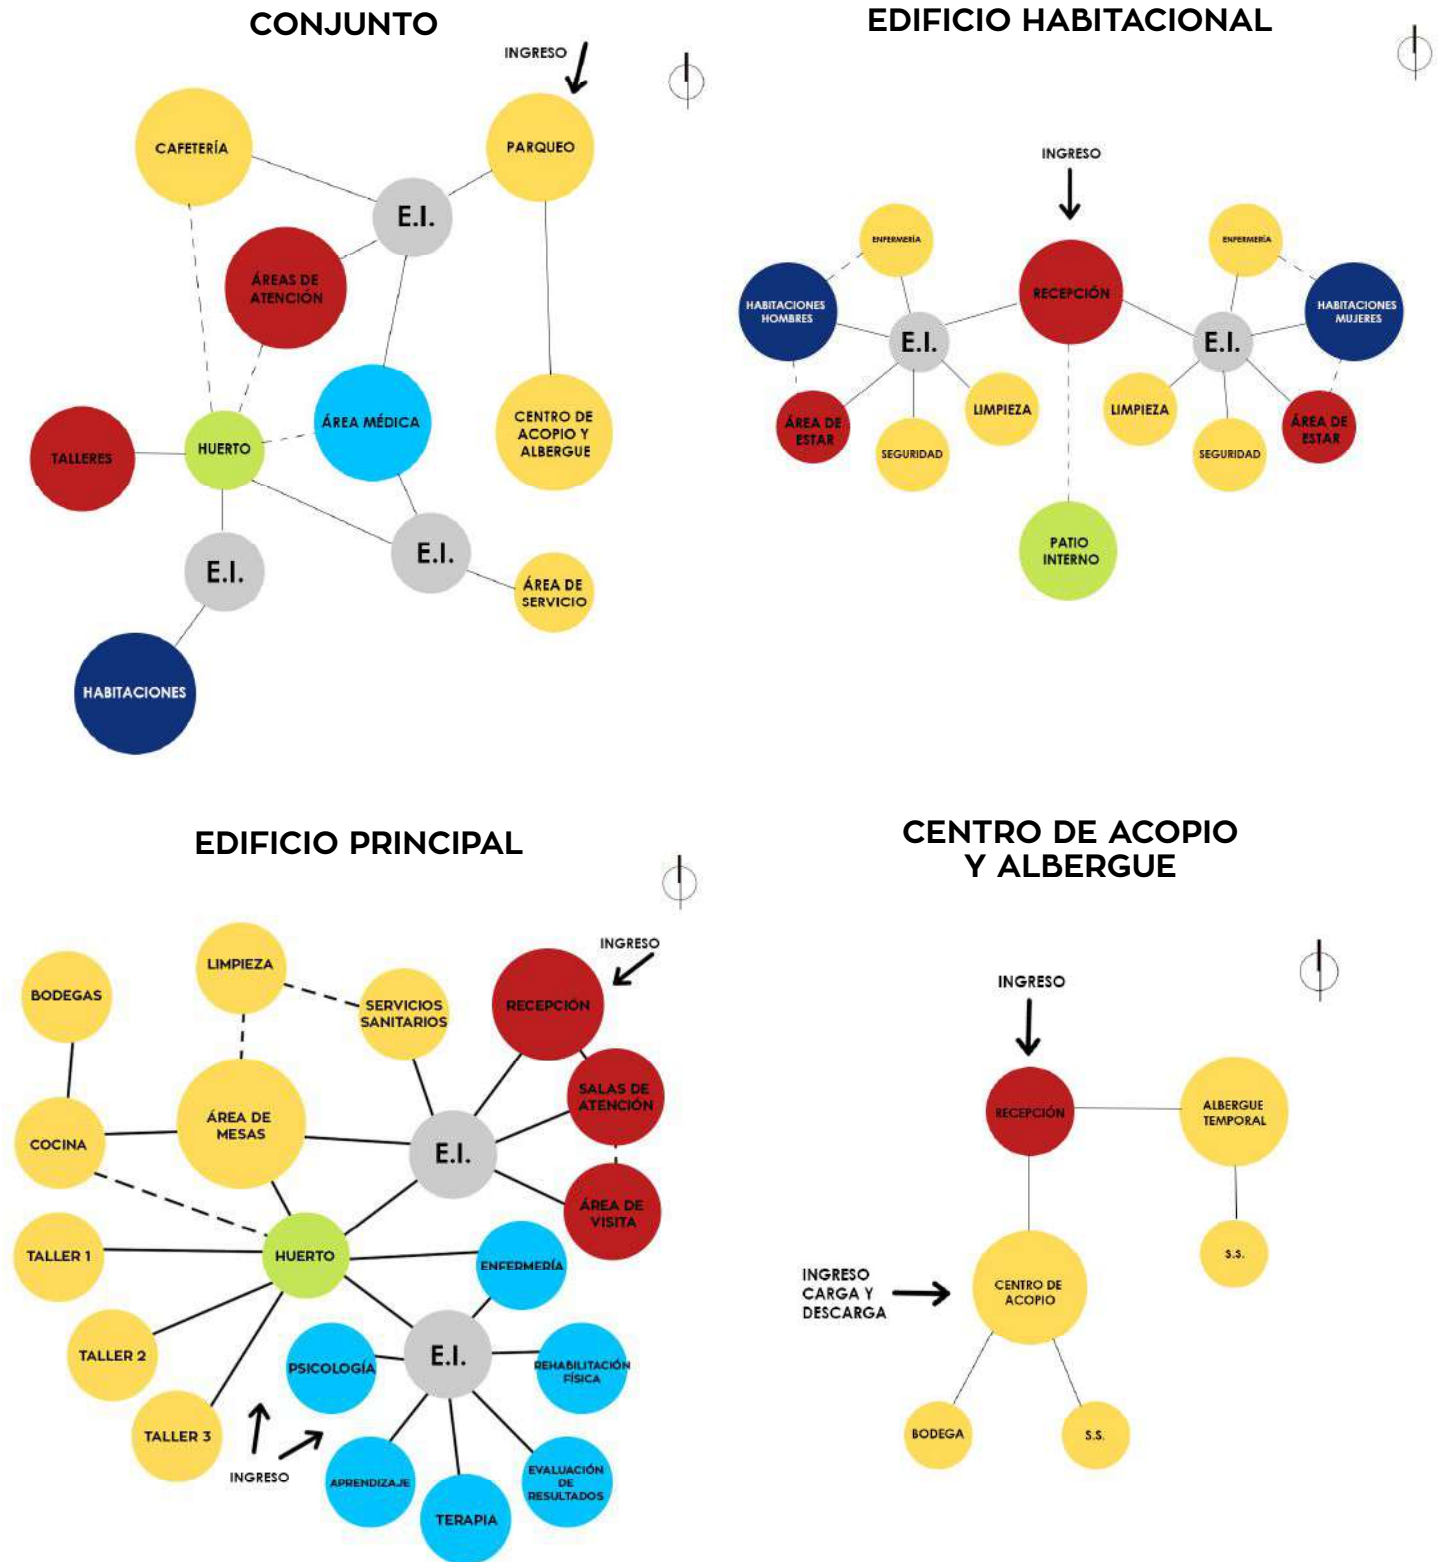 CONJUNTO
INGRESO
CAFETERÍA
PARQUEO
E.I.
ÁREAS DE
ATENCIÓN
ÁREA MÉDICA
CENTRO DE
ACOPIO Y
ALBERGUE
TALLERES
HUERTO
E.I.
E.I.
ÁREA DE
SERVICIO
HABITACIONES
EDIFICIO HABITACIONAL
INGRESO
ENFERMERÍA
ENFERMERÍA
HABITACIONES
HOMBRES
RECEPCIÓN
HABITACIONES
MUJERES
E.I.
E.I.
ÁREA DE
ESTAR
LIMPIEZA
LIMPIEZA
ÁREA DE
ESTAR
SEGURIDAD
SEGURIDAD
PATIO
INTERNO
EDIFICIO PRINCIPAL
INGRESO
LIMPIEZA
BODEGAS
SERVICIOS
SANITARIOS
RECEPCIÓN
SALAS DE
ATENCIÓN
ÁREA DE
MESAS
COCINA
E.I.
ÁREA DE
VISITA
TALLER 1
HUERTO
ENFERMERÍA
TALLER 2
PSICOLOGÍA
E.I.
REHABILITACIÓN
FÍSICA
TALLER 3
INGRESO
APRENDIZAJE
TERAPIA
EVALUACIÓN
DE
RESULTADOS
CENTRO DE ACOPIO
Y ALBERGUE
INGRESO
RECEPCIÓN
ALBERGUE
TEMPORAL
S.S.
INGRESO
CARGA Y
DESCARGA
CENTRO DE
ACOPIO
BODEGA
S.S.